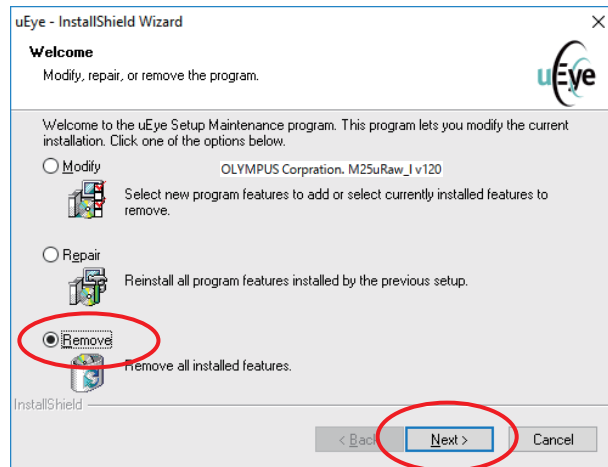 uEye - InstallShield Wizard
Welcome
Modify, repair, or remove the program.
uEye
Welcome to the uEye Setup Maintenance program. This program lets you modify the current
installation. Click one of the options below.
Modify
OLYMPUS Corpration. M25uRaw_I v120
Select new program features to add or select currently installed features to
remove.
Repair
Reinstall all program features installed by the previous setup.
Remove
Remove all installed features.
InstallShield
< Back
Next >
Cancel